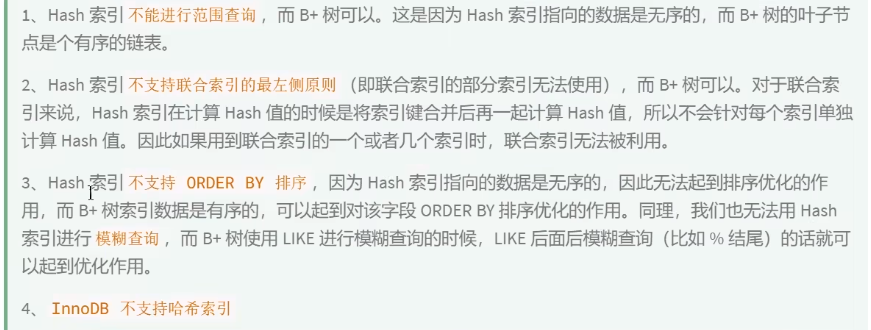 1、Hash 索引 不能进行范围查询 ，而 B+ 树可以。这是因为 Hash 索引指向的数据是无序的，而 B+ 树的叶子节
点是个有序的链表。
2、Hash 索引 不支持联合索引的最左侧原则 （即联合索引的部分索引无法使用），而 B+ 树可以。对于联合索
引来说，Hash 索引在计算 Hash 值的时候是将索引键合并后再一起计算 Hash 值，所以不会针对每个索引单独
计算 Hash 值。因此如果用到联合索引的一个或者几个索引时，联合索引无法被利用。
3、Hash 索引 不支持 ORDER BY 排序 ，因为 Hash 索引指向的数据是无序的，因此无法起到排序优化的作
用，而 B+ 树索引数据是有序的，可以起到对该字段 ORDER BY 排序优化的作用。同理，我们也无法用 Hash
索引进行 模糊查询 ，而 B+ 树使用 LIKE 进行模糊查询的时候，LIKE 后面后模糊查询（比如 % 结尾）的话就可
以起到优化作用。
4、 InnoDB 不支持哈希索引